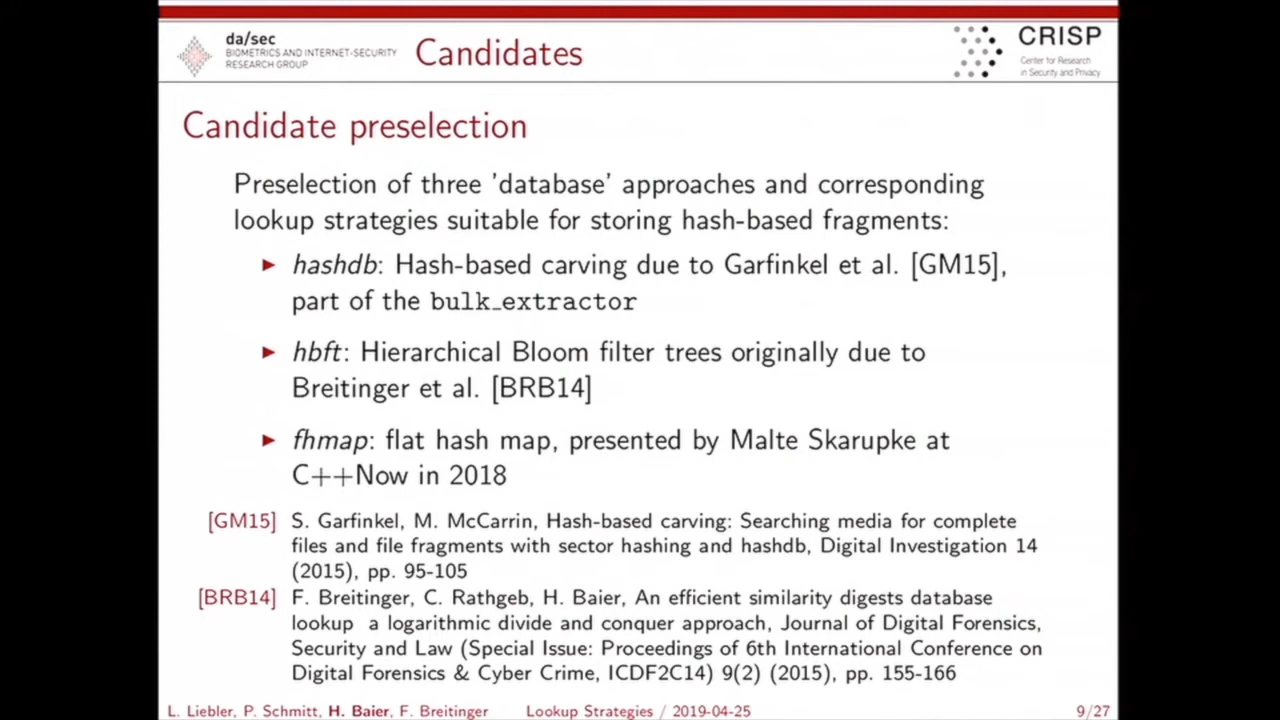 da/sec
BIOMETRICS AND INTERNET-SECURITY
RESEARCH GROUP
Candidates
CRISP
Center for Research
in Security and Privacy
Candidate preselection
Preselection of three 'database' approaches and corresponding
lookup strategies suitable for storing hash-based fragments:
▶ hashdb: Hash-based carving due to Garfinkel et al. [GM15],
part of the bulk_extractor
▶ hbft: Hierarchical Bloom filter trees originally due to
Breitinger et al. [BRB14]
▶ fhmap: flat hash map, presented by Malte Skarupke at
C++Now in 2018
[GM15] S. Garfinkel, M. McCarrin, Hash-based carving: Searching media for complete
files and file fragments with sector hashing and hashdb, Digital Investigation 14
(2015), pp. 95-105
[BRB14] F. Breitinger, C. Rathgeb, H. Baier, An efficient similarity digests database
lookup a logarithmic divide and conquer approach, Journal of Digital Forensics,
Security and Law (Special Issue: Proceedings of 6th International Conference on
Digital Forensics & Cyber Crime, ICDF2C14) 9(2) (2015), pp. 155-166
L. Liebler, P. Schmitt, H. Baier, F. Breitinger Lookup Strategies / 2019-04-25 9/27